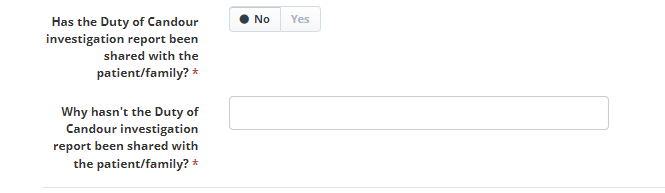 Has the Duty of Candour
investigation report been
shared with the
patient/family? *
No Yes
Why hasn't the Duty of
Candour investigation
report been shared with
the patient/family? *